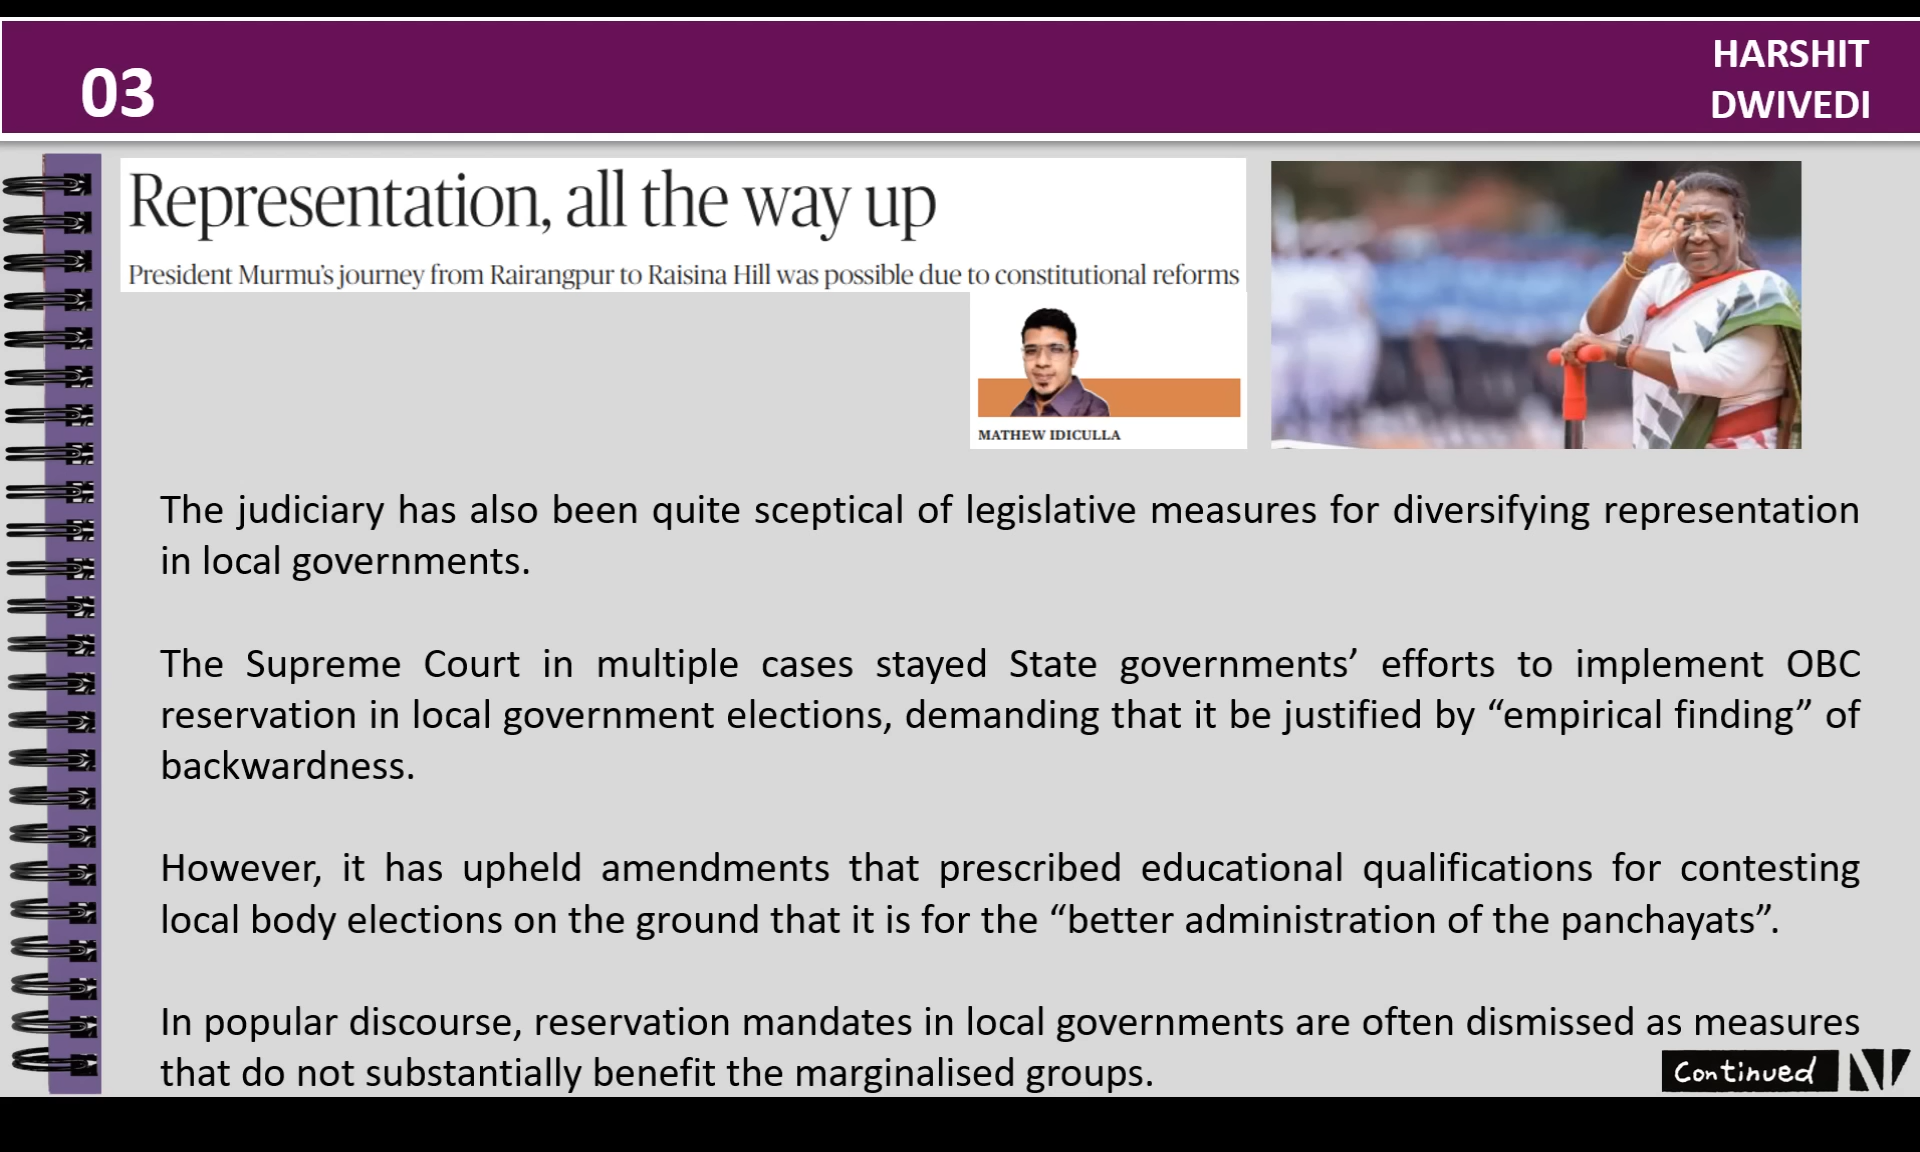 03
HARSHIT
DWIVEDI
Representation, all the way up
President Murmu's journey from Rairangpur to Raisina Hill was possible due to constitutional reforms
MATHEW IDICULLA
The judiciary has also been quite sceptical of legislative measures for diversifying representation
in local governments.
The Supreme Court in multiple cases stayed State governments’ efforts to implement OBC
reservation in local government elections, demanding that it be justified by “empirical finding” of
backwardness.
However, it has upheld amendments that prescribed educational qualifications for contesting
local body elections on the ground that it is for the “better administration of the panchayats”.
In popular discourse, reservation mandates in local governments are often dismissed as measures
that do not substantially benefit the marginalised groups.
Continued